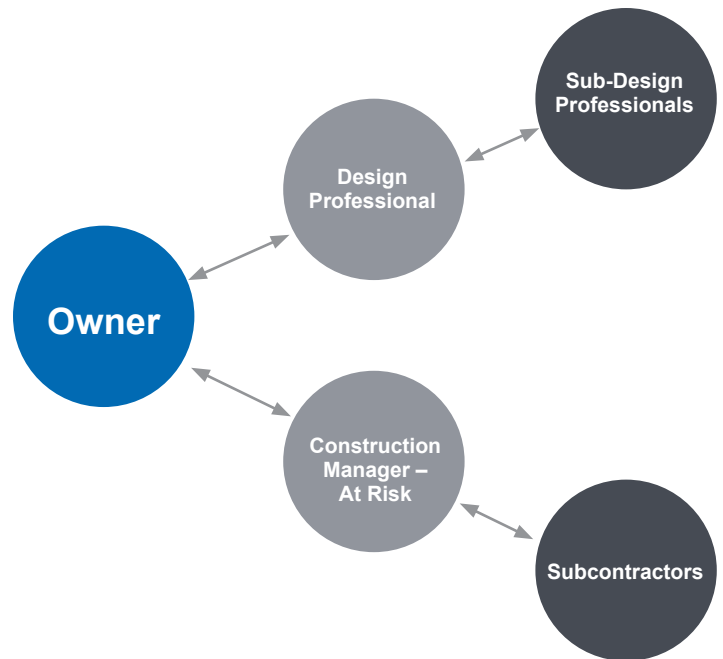 Sub-Design
Professionals
Design
Professional
Owner
Construction
Manager –
At Risk
Subcontractors